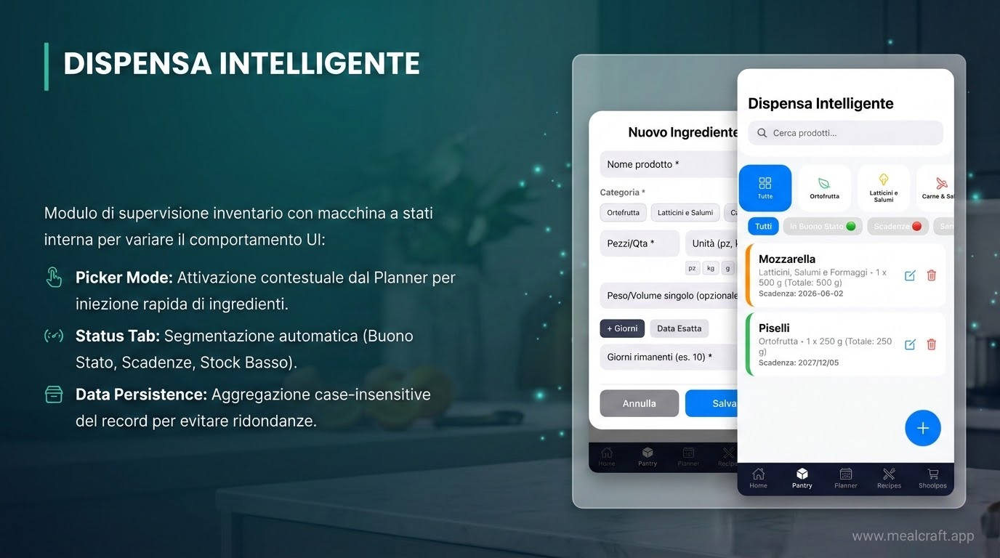 DISPENSA INTELLIGENTE
Modulo di supervisione inventario con macchina a stati
interna per variare il comportamento UI:
Picker Mode: Attivazione contestuale dal Planner per
iniezione rapida di ingredienti.
Status Tab: Segmentazione automatica (Buono
Stato, Scadenze, Stock Basso).
Data Persistence: Aggregazione case-insensitive
del record per evitare ridondanze.
Nuovo Ingrediente
Nome prodotto *
Categoria *
Ortefrutta
Latticini e Salumi
Pezzi/Qta *
Unità (pz, k
pz
kg
g
Peso/Volume singolo (opzionale
+ Giorni
Data Esatta
Giorni rimanenti (es. 10) *
Annulla
Salva
Home
Pantry
Planner
Recipe
Dispensa Intelligente
Cerca prodotti...
Tutte
Ortofrutta
Latticini e
Salumi
Carne & Sal
Tutti
In Buono Stato
Scadenze
San
Mozzarella
Latticini, Salumi e Formaggi • 1 x
500 g (Totale: 500 g)
Scadenza: 2026-06-02
Piselli
Ortofrutta • 1 x 250 g (Totale: 250
g)
Scadenza: 2027/12/05
Home
Pantry
Planner
Recipes
Shoolpos
www.mealcraft.app